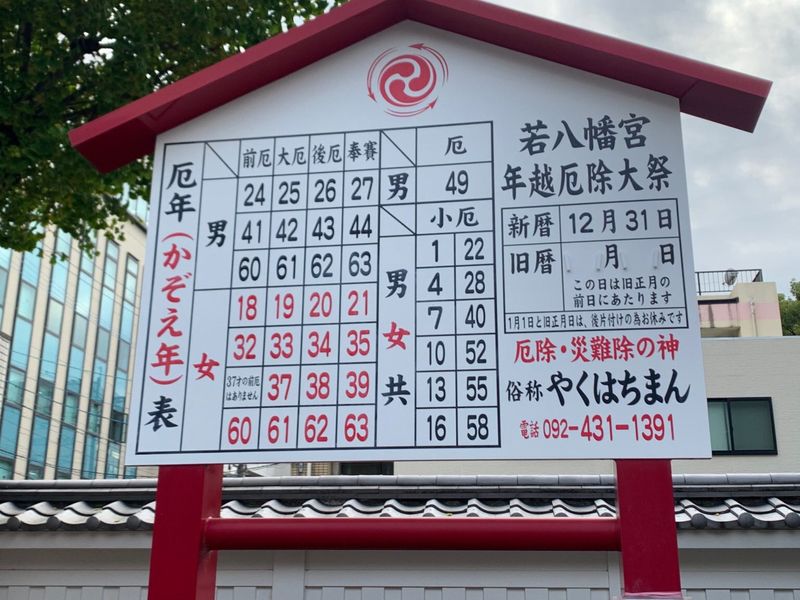 厄年（かぞえ年）表
前厄 大厄 後厄 奉賽
男
24 25 26 27
41 42 43 44
60 61 62 63
女
18 19 20 21
32 33 34 35
37才の前厄はありません 37 38 39
60 61 62 63
厄
男 49
小厄
男女共
1 22
4 28
7 40
10 52
13 55
16 58
若八幡宮
年越厄除大祭
新暦 12月31日
旧暦 月 日
この日は旧正月の
前日にあたります
1月1日と旧正月日は、後片付けの為お休みです
厄除・災難除の神
俗称 やくはちまん
電話 092-431-1391